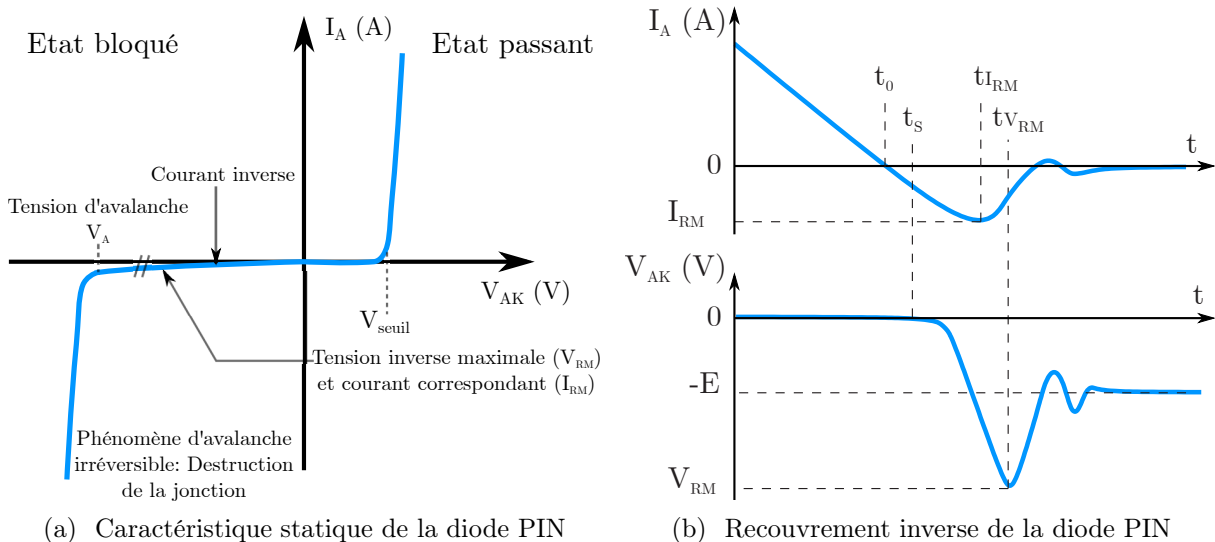 Etat bloqué
I_A (A)
Etat passant
Courant inverse
Tension d'avalanche
V_A
V_AK (V)
V_seuil
Tension inverse maximale (V_RM)
et courant correspondant (I_RM)
Phénomène d'avalanche
irréversible: Destruction
de la jonction
(a) Caractéristique statique de la diode PIN
I_A (A)
t_0
t_I_RM
t_S
t_V_RM
t
0
I_RM
V_AK (V)
t
0
-E
V_RM
(b) Recouvrement inverse de la diode PIN